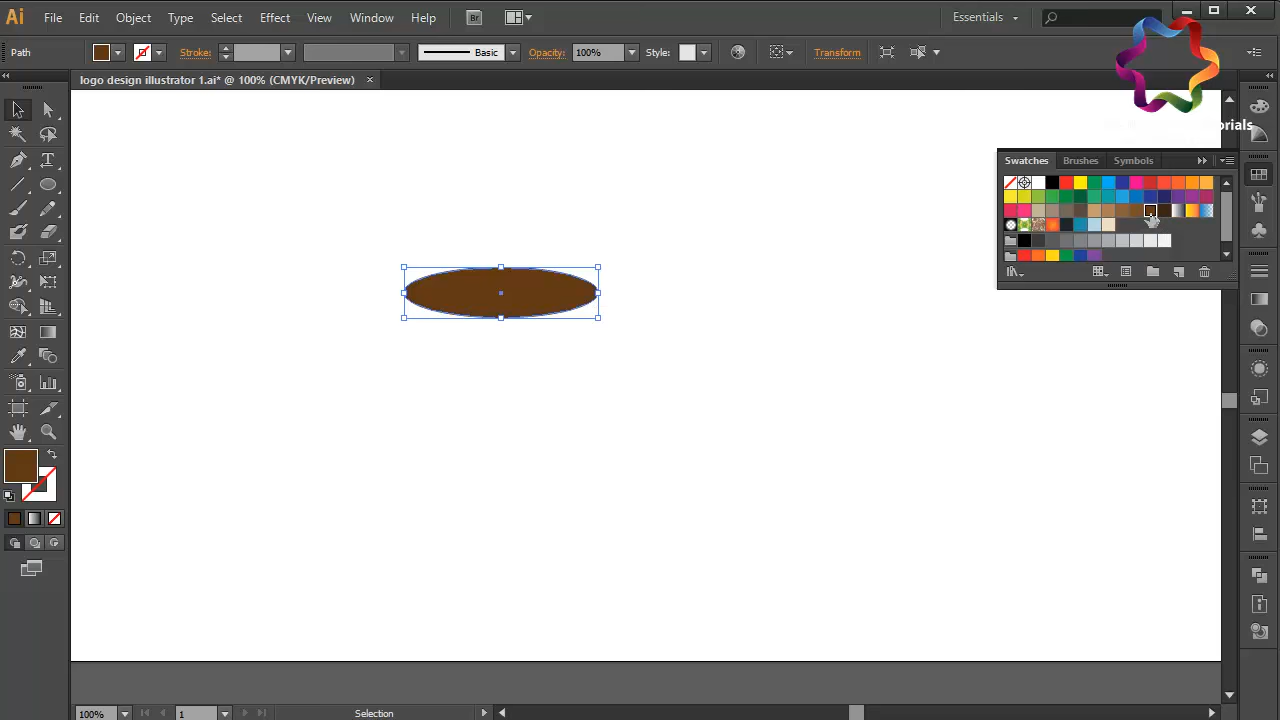 Ai File Edit Object Type Select Effect View Window Help Br Essentials
Path Stroke: Basic Opacity: 100% Style: Transform
logo design illustrator 1.ai* @ 100% (CMYK/Preview)
orials
Swatches Brushes Symbols
100% 1 Selection